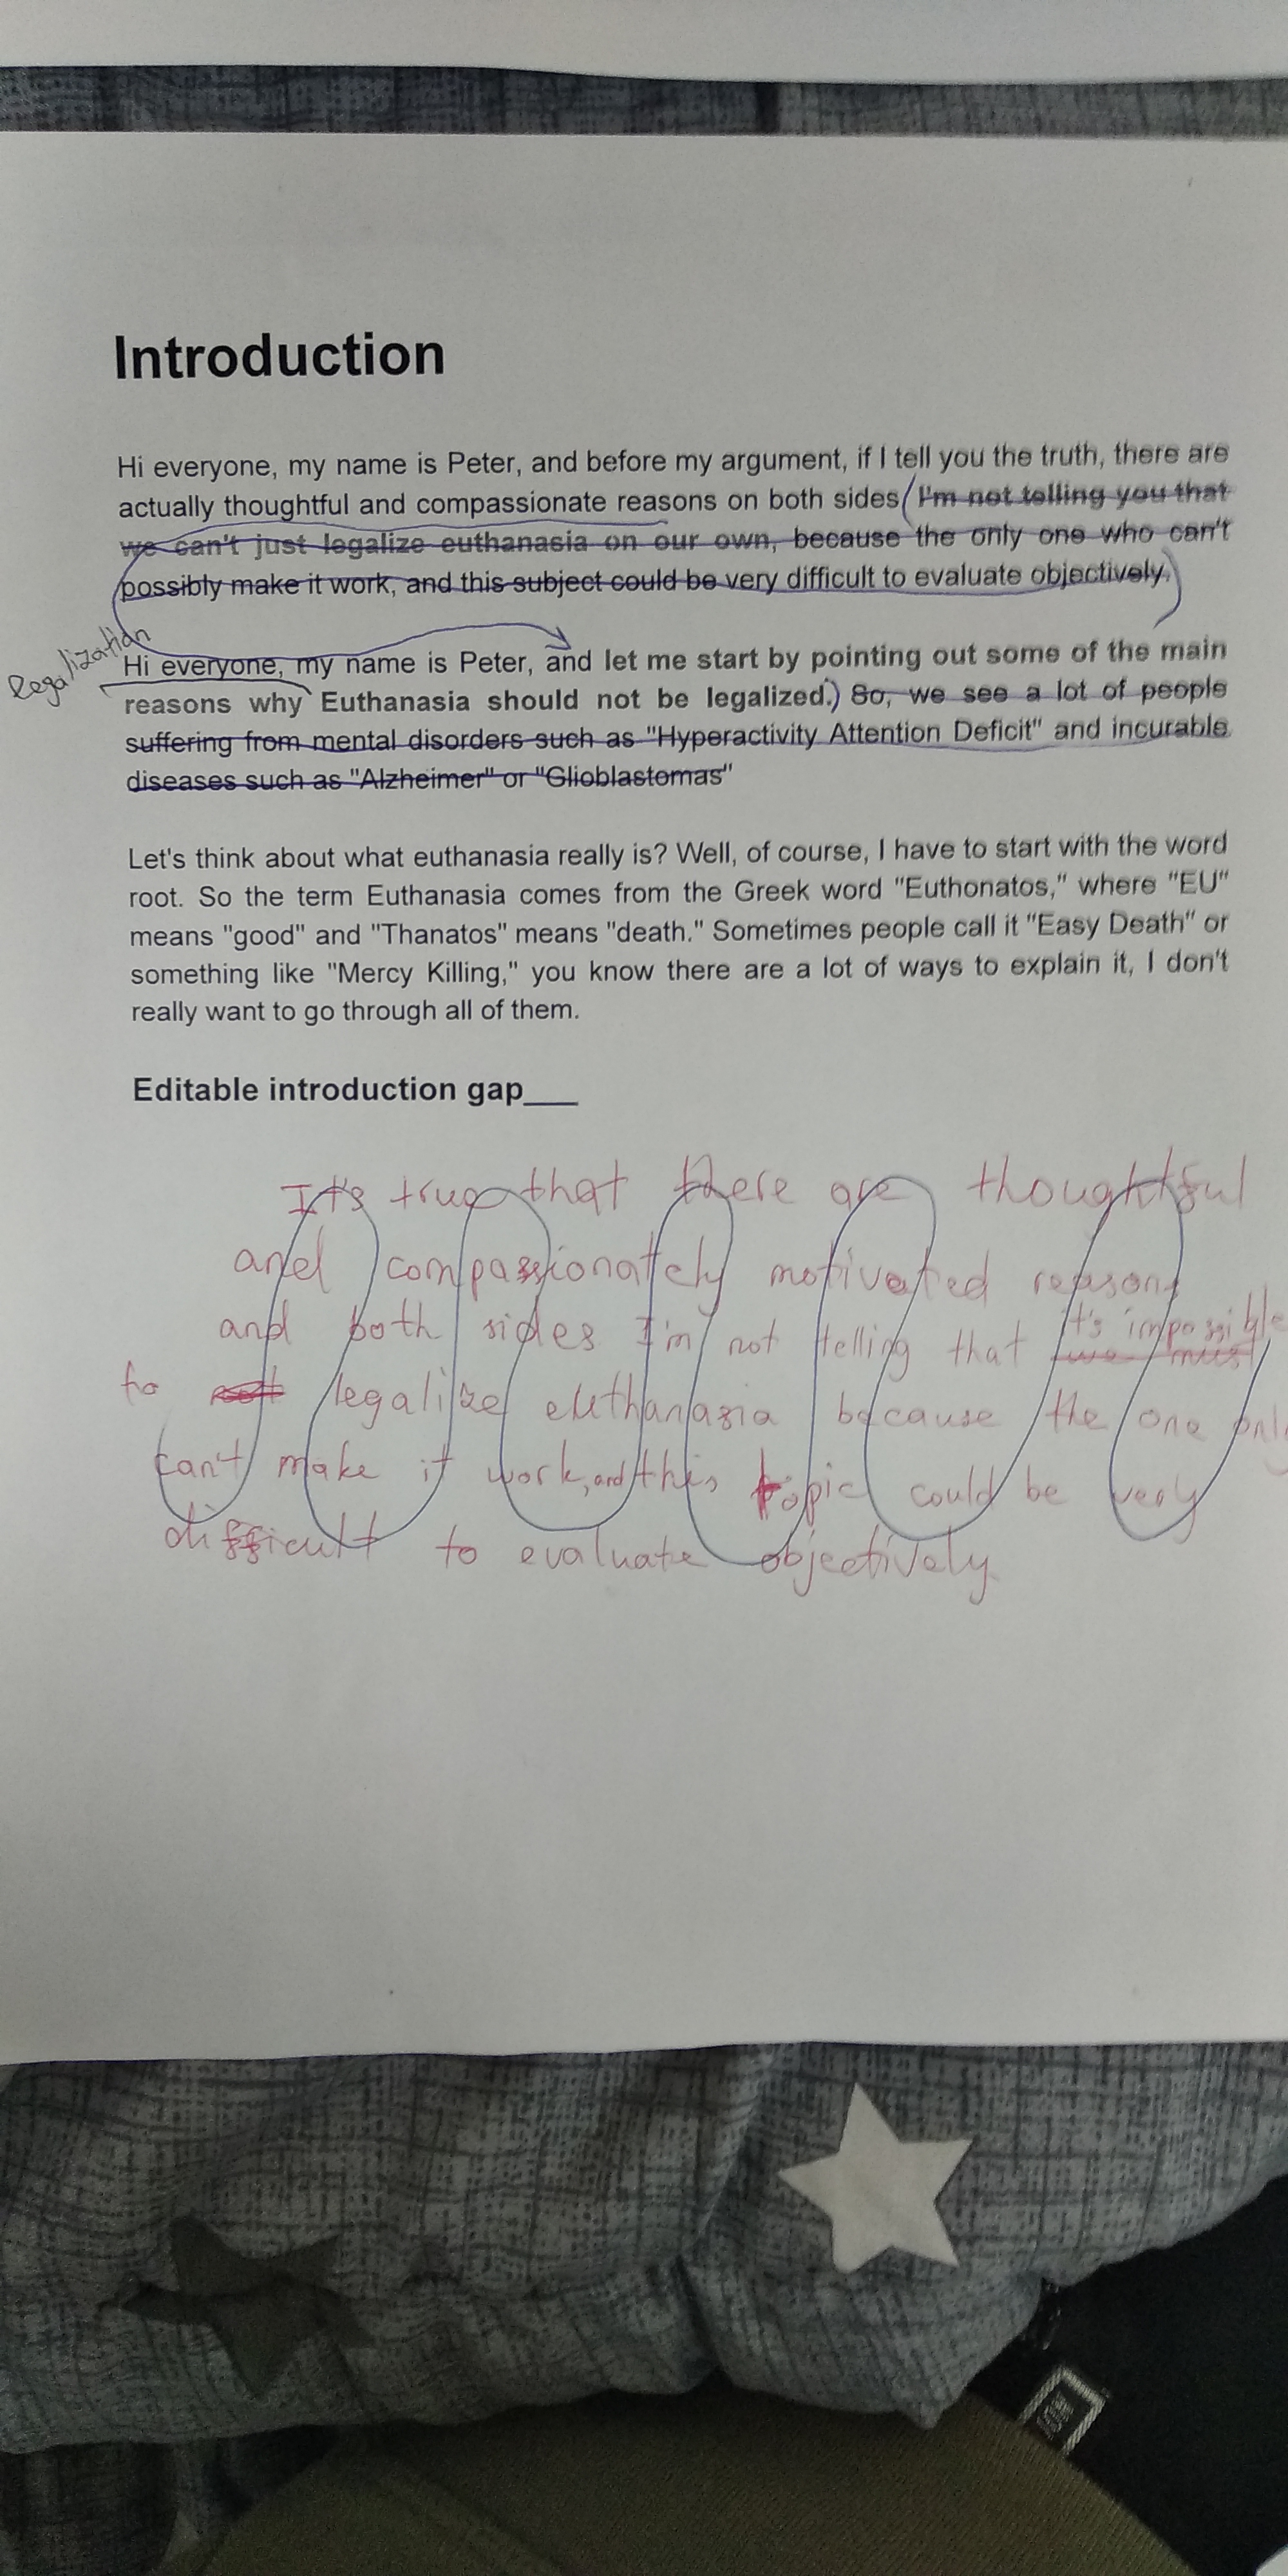 Introduction
Hi everyone, my name is Peter, and before my argument, if I tell you the truth, there are
actually thoughtful and compassionate reasons on both sides ( I'm not telling you that
we can't just legalize euthanasia on our own, because the only one who can't
possibly make it work, and this subject could be very difficult to evaluate objectively.)
legalization
Hi everyone, my name is Peter, and let me start by pointing out some of the main
reasons why Euthanasia should not be legalized.) So, we see a lot of people
suffering from mental disorders such as "Hyperactivity Attention Deficit" and incurable
diseases such as "Alzheimer" or "Glioblastomas"
Let's think about what euthanasia really is? Well, of course, I have to start with the word
root. So the term Euthanasia comes from the Greek word "Euthonatos," where "EU"
means "good" and "Thanatos" means "death." Sometimes people call it "Easy Death" or
something like "Mercy Killing," you know there are a lot of ways to explain it, I don't
really want to go through all of them.
Editable introduction gap___
It's true that there are thoughtful
and compassionately motivated reasons
and both sides I'm not telling that we must it's impossible
to not legalize euthanasia because the one only
can't make it work, and this topic could be very
difficult to evaluate objectively